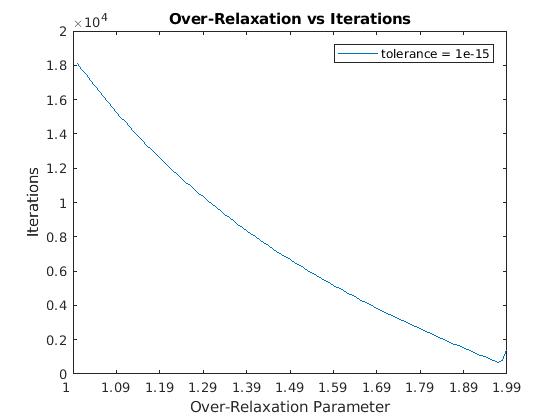 Over-Relaxation vs Iterations
×10^4
tolerance = 1e-15
2
1.8
1.6
1.4
1.2
1
0.8
0.6
0.4
0.2
0
Iterations
1 1.09 1.19 1.29 1.39 1.49 1.59 1.69 1.79 1.89 1.99
Over-Relaxation Parameter